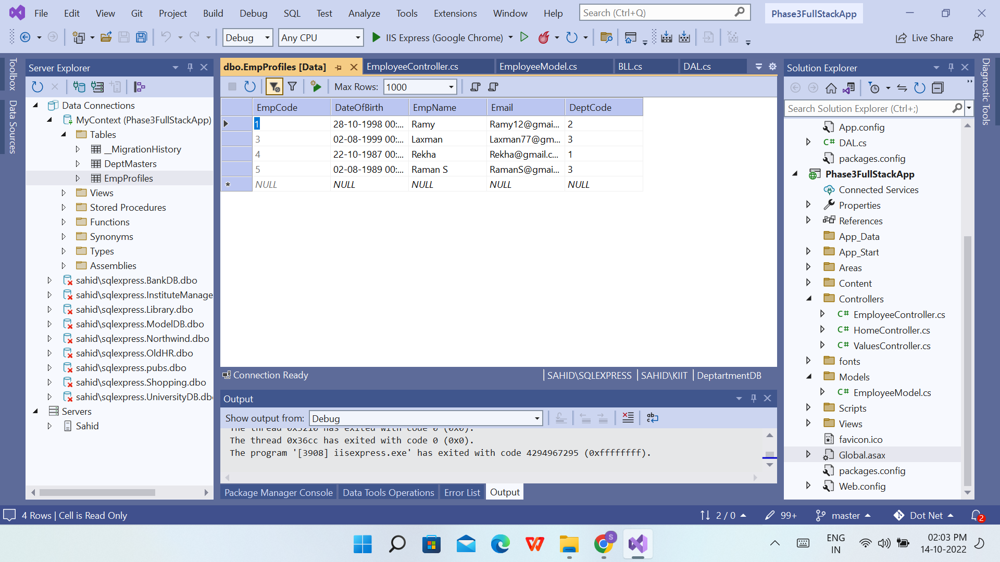 File Edit View Git Project Build Debug SQL Test Analyze Tools Extensions Window Help Search (Ctrl+Q) Phase3FullStackApp
Debug Any CPU IIS Express (Google Chrome) Live Share
Toolbox
Data Sources
Server Explorer
Data Connections
MyContext (Phase3FullStackApp)
Tables
__MigrationHistory
DeptMasters
EmpProfiles
Views
Stored Procedures
Functions
Synonyms
Types
Assemblies
sahid\sqlexpress.BankDB.dbo
sahid\sqlexpress.InstituteManage
sahid\sqlexpress.Library.dbo
sahid\sqlexpress.ModelDB.dbo
sahid\sqlexpress.Northwind.dbo
sahid\sqlexpress.OldHR.dbo
sahid\sqlexpress.pubs.dbo
sahid\sqlexpress.Shopping.dbo
sahid\sqlexpress.UniversityDB.db
Servers
Sahid
dbo.EmpProfiles [Data] EmployeeController.cs EmployeeModel.cs BLL.cs DAL.cs
Max Rows: 1000
EmpCode DateOfBirth EmpName Email DeptCode
1 28-10-1998 00:... Ramy Ramy12@gmai... 2
3 02-08-1999 00:... Laxman Laxman77@gm... 3
4 22-10-1987 00:... Rekha Rekha@gmail.c... 1
5 02-08-1989 00:... Raman S RamanS@gmai... 3
NULL NULL NULL NULL NULL
Connection Ready SAHID\SQLEXPRESS SAHID\KIIT DeptartmentDB
Output
Show output from: Debug
The thread 0x3210 has exited with code 0 (0x0).
The thread 0x36cc has exited with code 0 (0x0).
The program '[3908] iisexpress.exe' has exited with code 4294967295 (0xffffffff).
Package Manager Console Data Tools Operations Error List Output
Solution Explorer
Search Solution Explorer (Ctrl+;)
App.config
C# DAL.cs
packages.config
Phase3FullStackApp
Connected Services
Properties
References
App_Data
App_Start
Areas
Content
Controllers
C# EmployeeController.cs
C# HomeController.cs
C# ValuesController.cs
fonts
Models
C# EmployeeModel.cs
Scripts
Views
favicon.ico
Global.asax
packages.config
Web.config
Diagnostic Tools
4 Rows | Cell is Read Only 2 / 0 99+ master Dot Net 2
S
ENG
IN
02:03 PM
14-10-2022